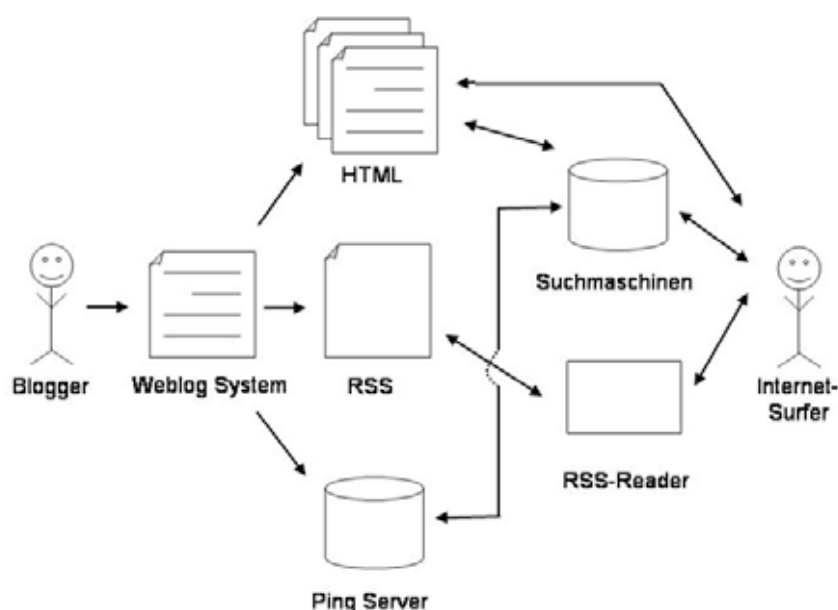 HTML
Suchmaschinen
Blogger
Weblog System
RSS
Internet-
Surfer
RSS-Reader
Ping Server